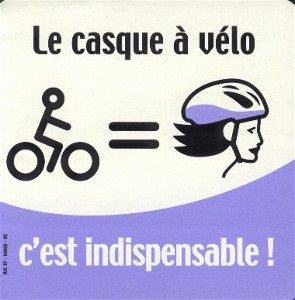 Le casque à vélo
=
c'est indispensable !